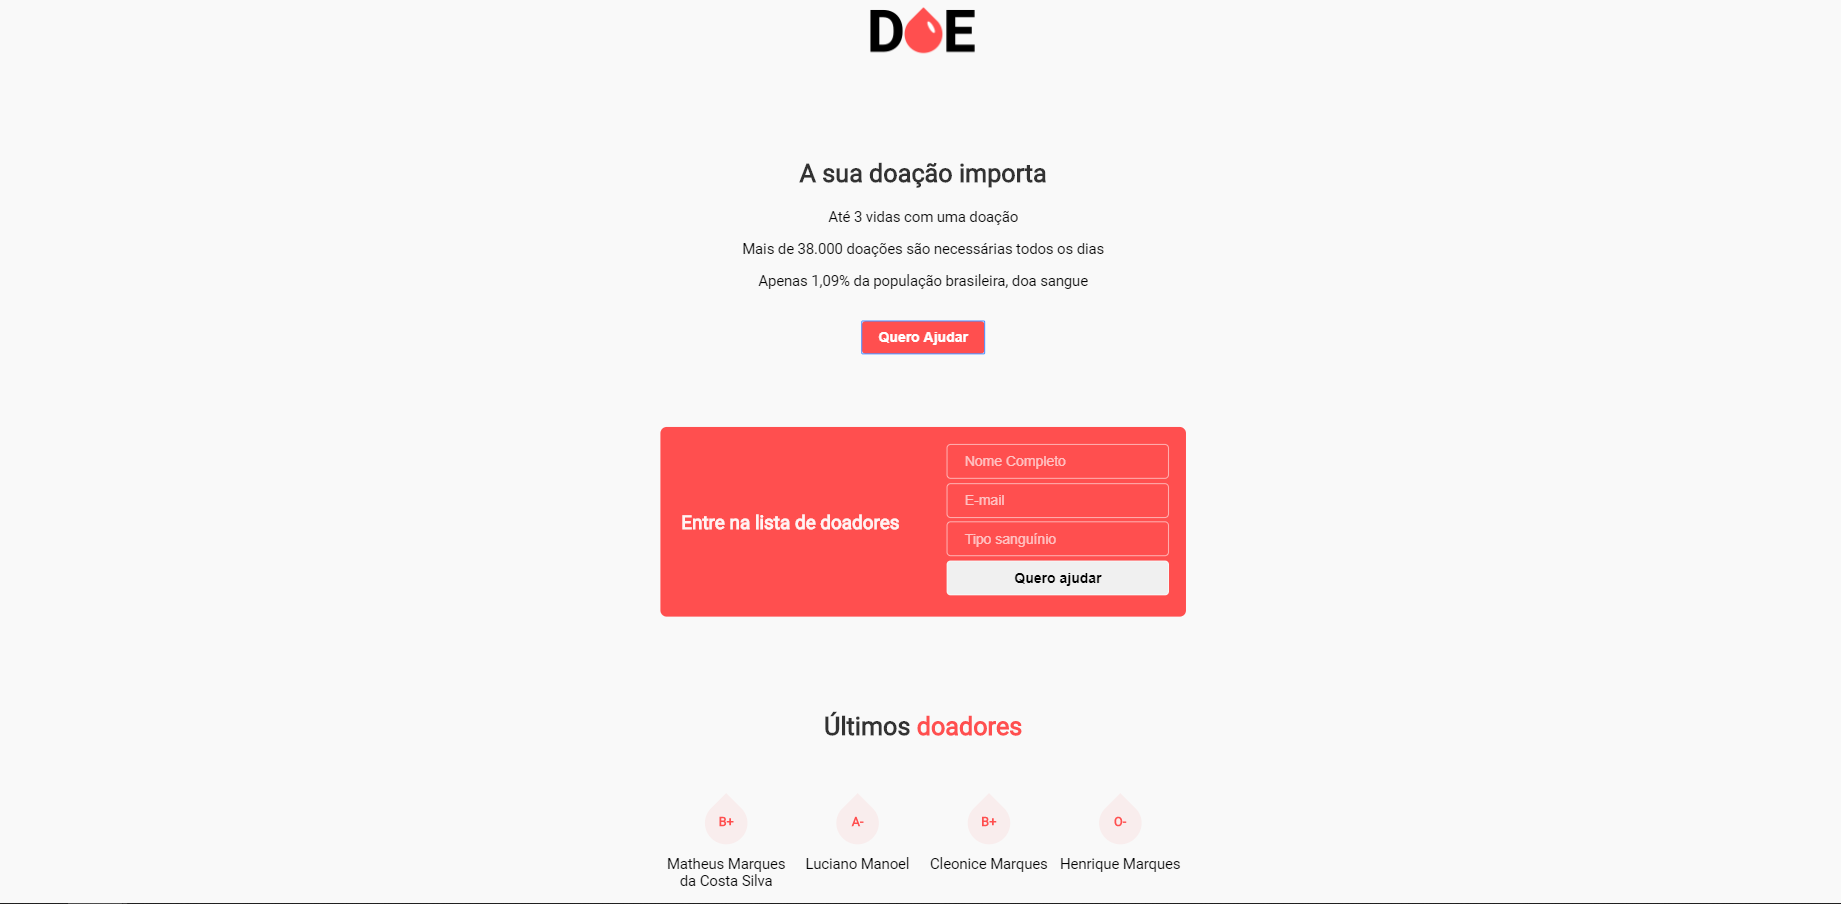 DOE
A sua doação importa
Até 3 vidas com uma doação
Mais de 38.000 doações são necessárias todos os dias
Apenas 1,09% da população brasileira, doa sangue
Quero Ajudar
Entre na lista de doadores
Nome Completo
E-mail
Tipo sanguínio
Quero ajudar
Últimos doadores
B+
A-
B+
O-
Matheus Marques da Costa Silva
Luciano Manoel
Cleonice Marques
Henrique Marques